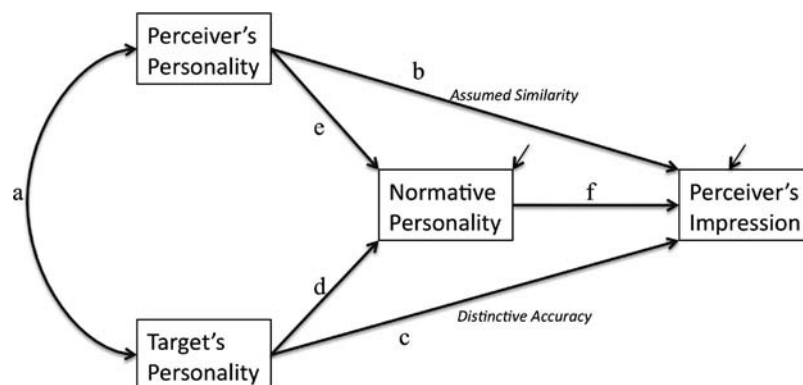 Perceiver's
Personality
b
Assumed Similarity
e
a
Normative
Personality
f
Perceiver's
Impression
d
Distinctive Accuracy
c
Target's
Personality